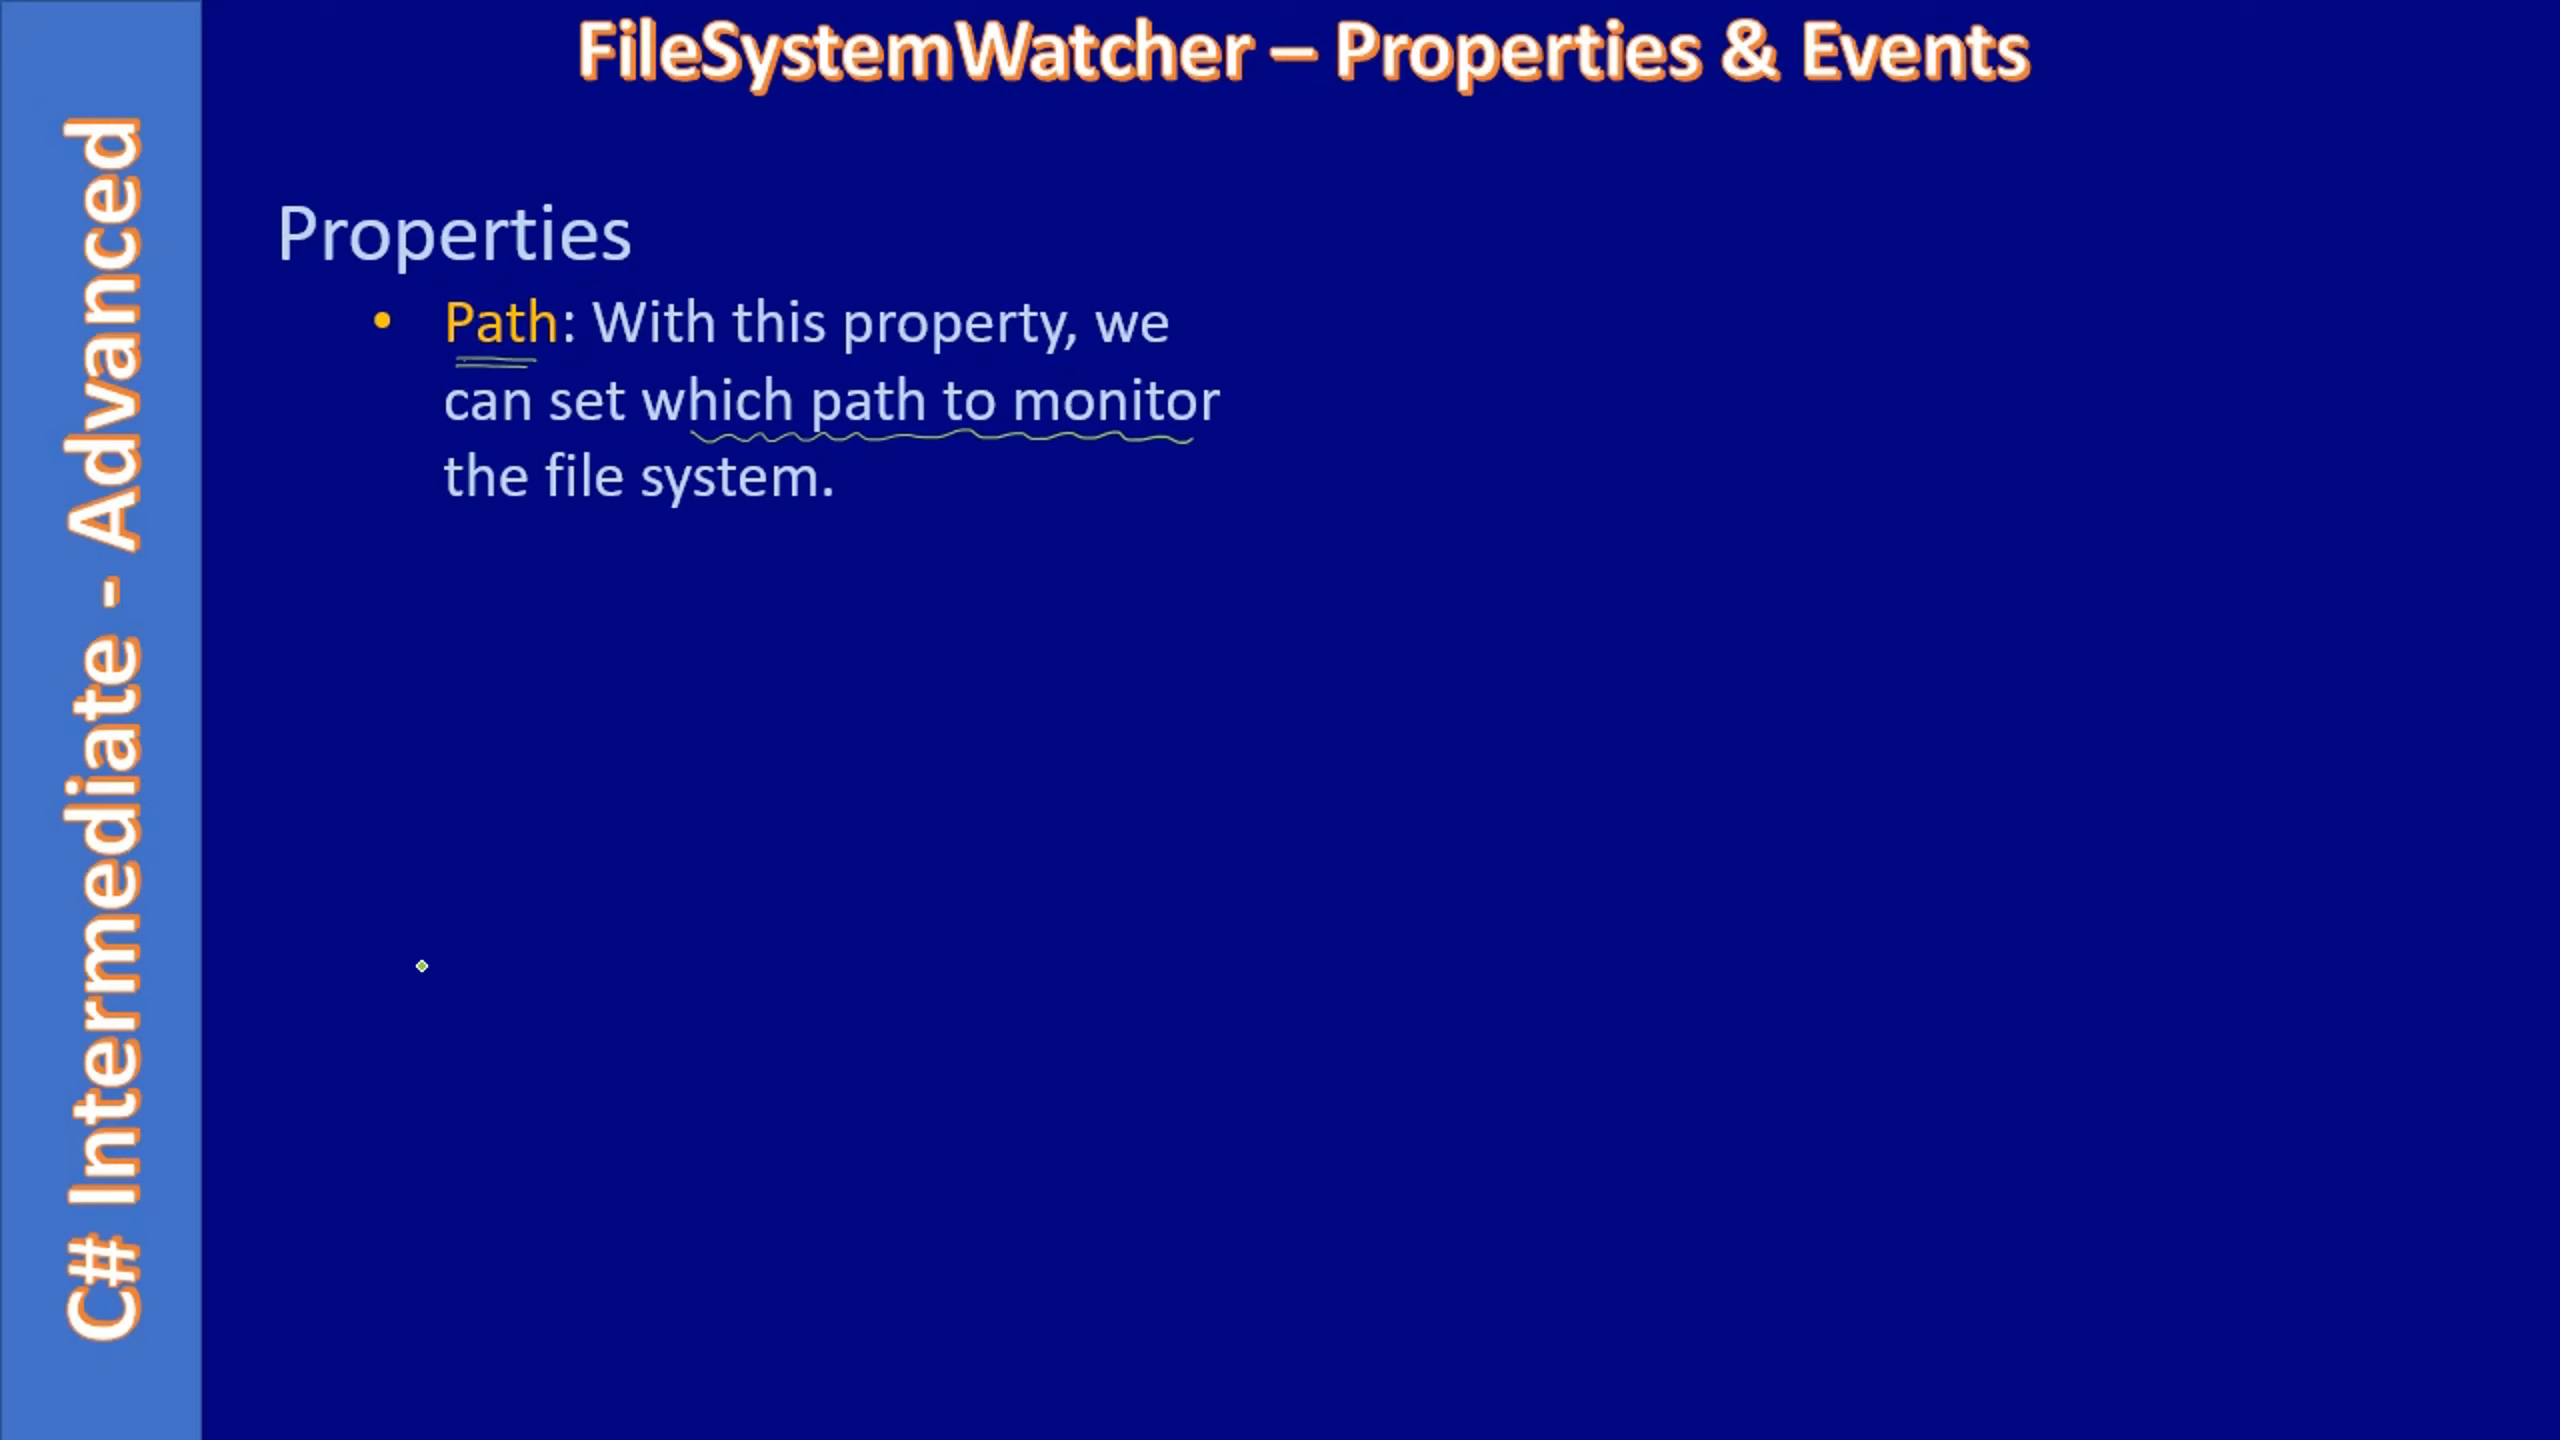 FileSystemWatcher – Properties & Events
C# Intermediate - Advanced
Properties
• Path: With this property, we
can set which path to monitor
the file system.